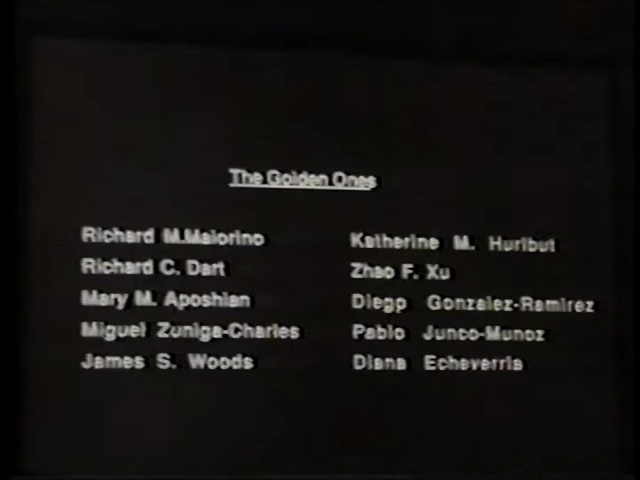 The Golden Ones
Richard M.Maiorino
Richard C. Dart
Mary M. Aposhian
Miguel Zuniga-Charles
James S. Woods
Katherine M. Hurlbut
Zhao F. Xu
Diegp Gonzalez-Ramirez
Pablo Junco-Munoz
Diana Echeverria